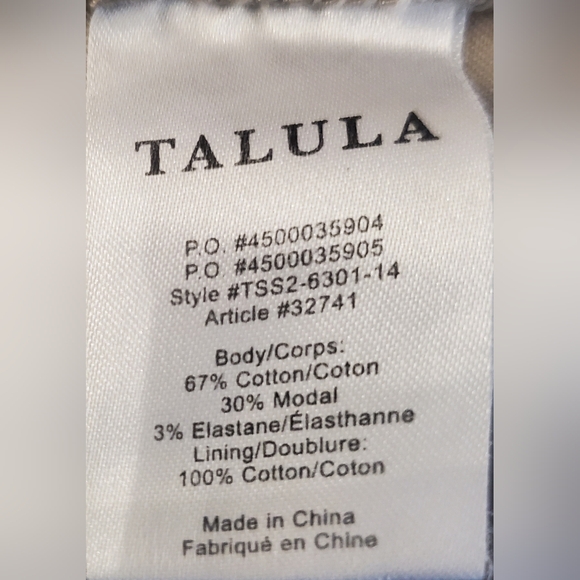 TALULA
P.O. #4500035904
P.O. #4500035905
Style #TSS2-6301-14
Article #32741
Body/Corps:
67% Cotton/Coton
30% Modal
3% Elastane/Élasthanne
Lining/Doublure:
100% Cotton/Coton
Made in China
Fabriqué en Chine